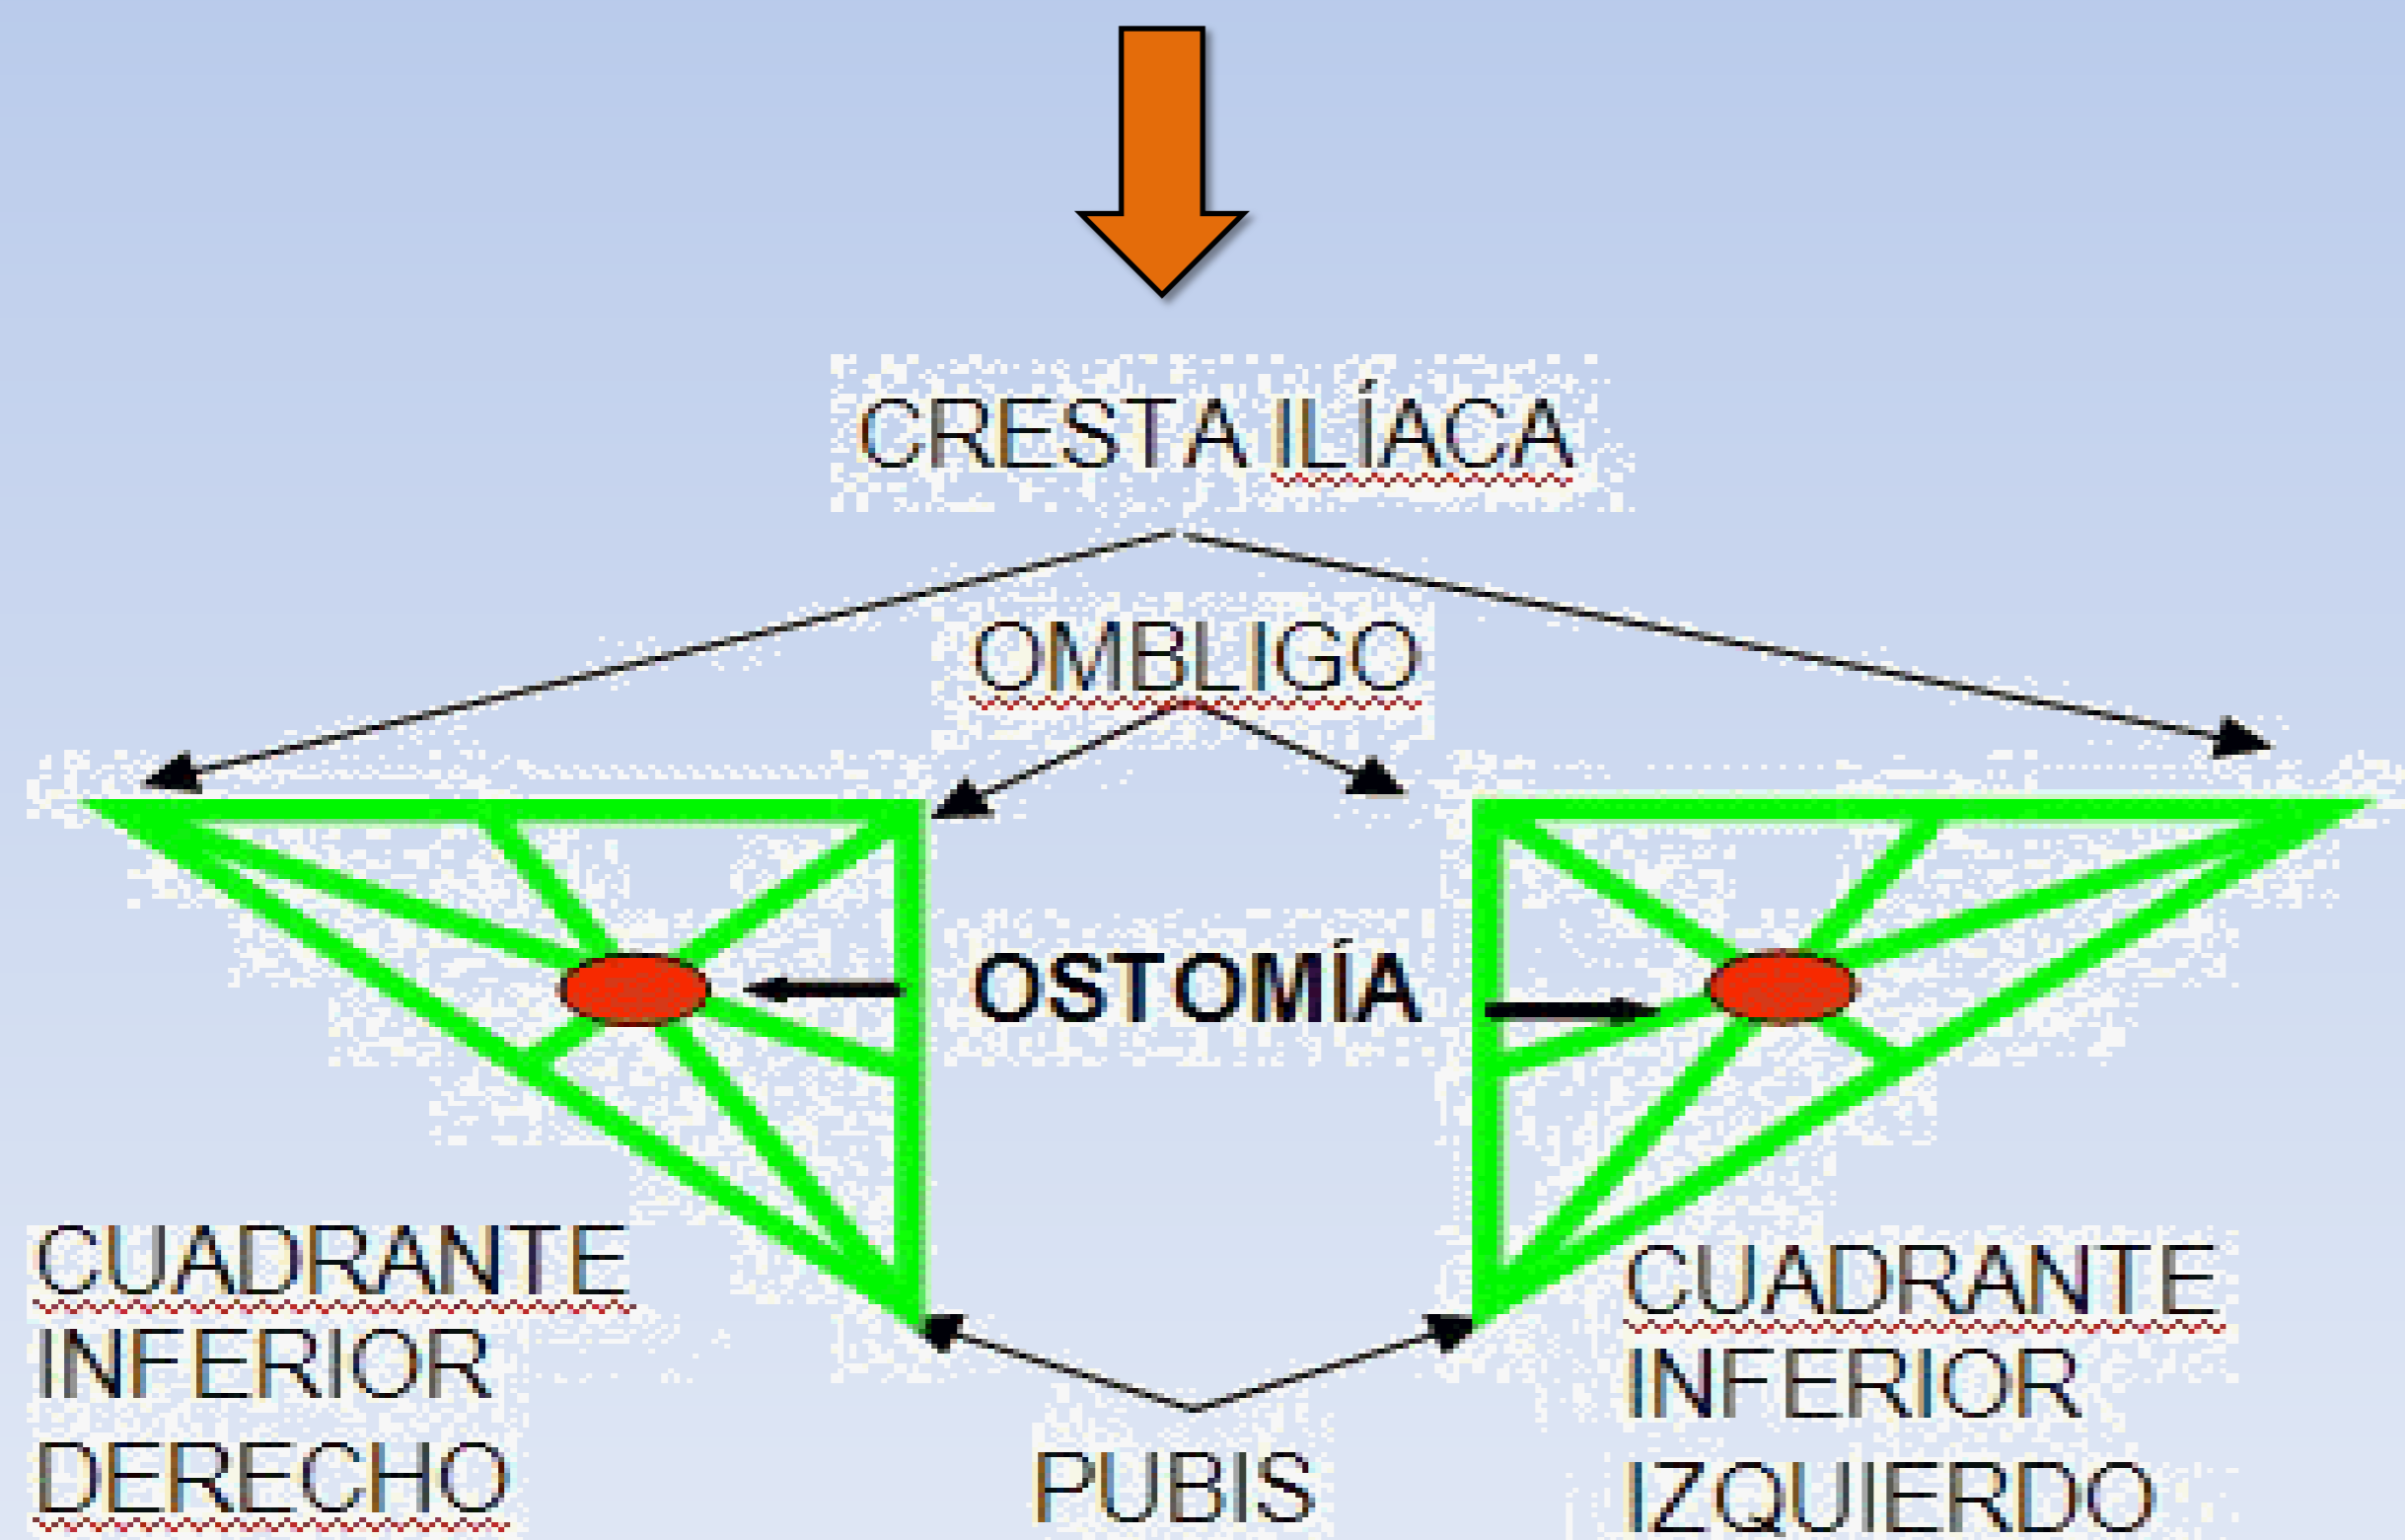 CRESTA ILÍACA
OMBLIGO
OSTOMÍA
CUADRANTE
INFERIOR
DERECHO
PUBIS
CUADRANTE
INFERIOR
IZQUIERDO